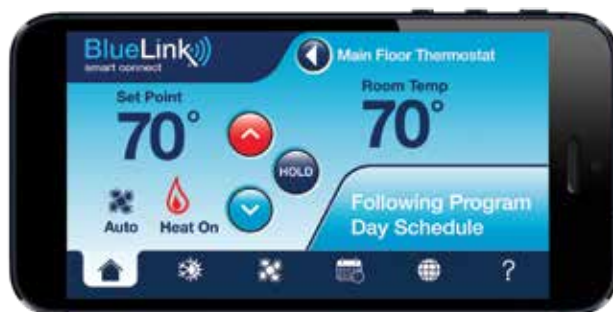 BlueLink
smart connect
Main Floor Thermostat
Set Point
70°
Room Temp
70°
HOLD
Auto
Heat On
Following Program
Day Schedule
?